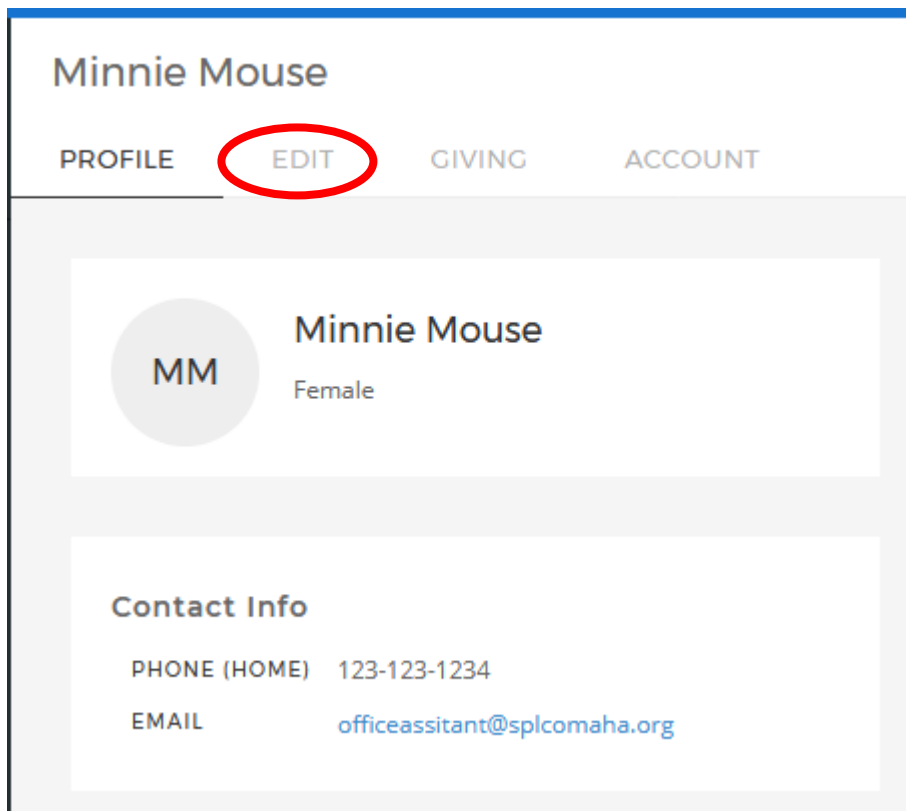 Minnie Mouse
PROFILE EDIT GIVING ACCOUNT
MM
Minnie Mouse
Female
Contact Info
PHONE (HOME) 123-123-1234
EMAIL officeassitant@splcomaha.org